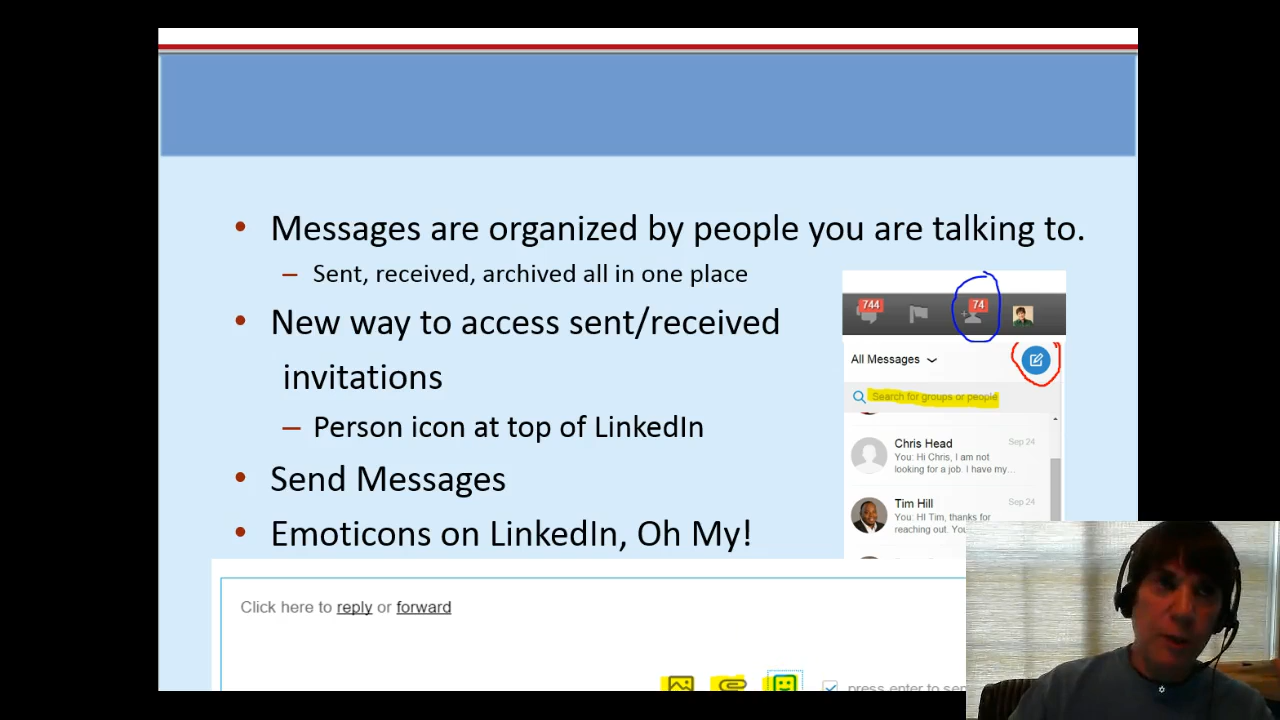 • Messages are organized by people you are talking to.
– Sent, received, archived all in one place
• New way to access sent/received
invitations
– Person icon at top of LinkedIn
• Send Messages
• Emoticons on LinkedIn, Oh My!
744
74
All Messages
Search for groups or people
Chris Head Sep 24
You: Hi Chris, I am not
looking for a job. I have my...
Tim Hill Sep 24
You: HI Tim, thanks for
reaching out. You
Click here to reply or forward
press enter to